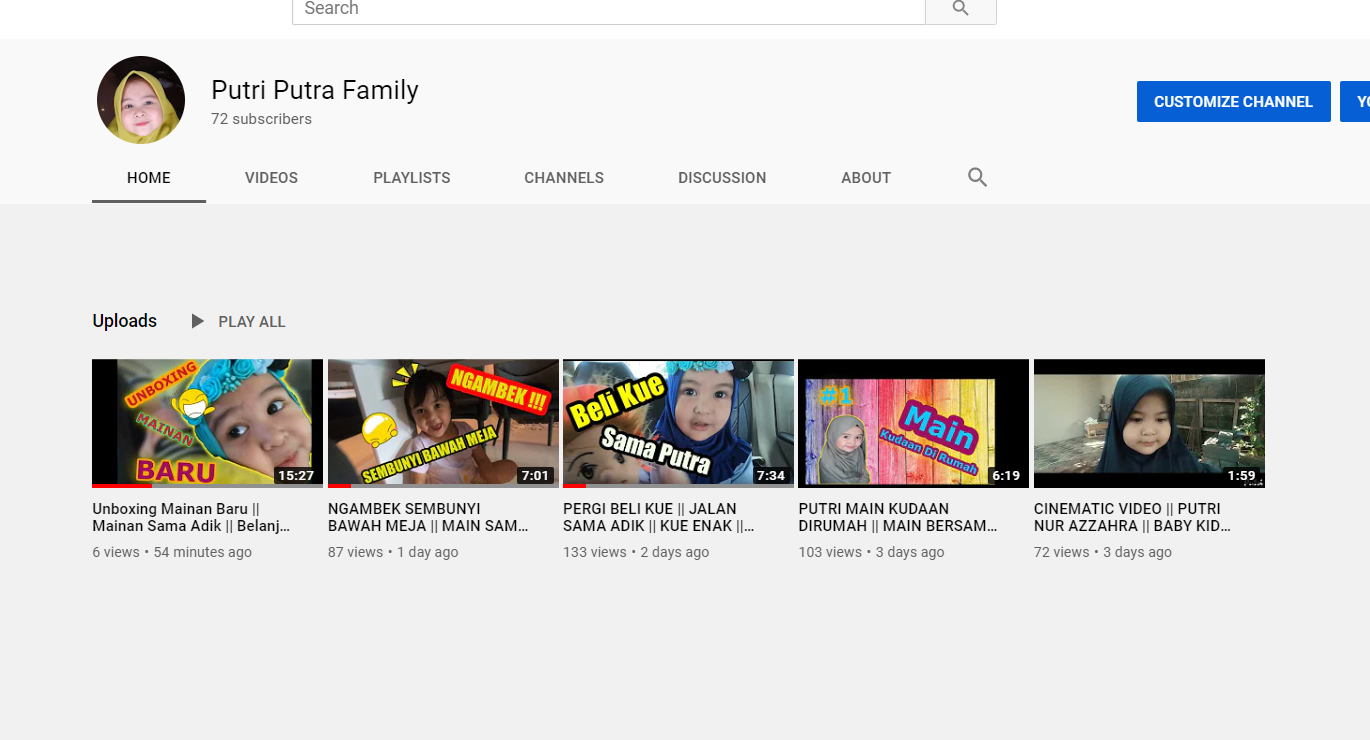 Search
Putri Putra Family
72 subscribers
CUSTOMIZE CHANNEL
YO
HOME
VIDEOS
PLAYLISTS
CHANNELS
DISCUSSION
ABOUT
Uploads
PLAY ALL
UNBOXING
MAINAN
BARU
15:27
NGAMBEK !!!
SEMBUNYI BAWAH MEJA
7:01
Beli Kue
Sama Putra
7:34
#1
Main
Kudaan Di Rumah
6:19
1:59
Unboxing Mainan Baru ||
Mainan Sama Adik || Belanj...
6 views • 54 minutes ago
NGAMBEK SEMBUNYI
BAWAH MEJA || MAIN SAM...
87 views • 1 day ago
PERGI BELI KUE || JALAN
SAMA ADIK || KUE ENAK ||...
133 views • 2 days ago
PUTRI MAIN KUDAAN
DIRUMAH || MAIN BERSAM...
103 views • 3 days ago
CINEMATIC VIDEO || PUTRI
NUR AZZAHRA || BABY KID...
72 views • 3 days ago